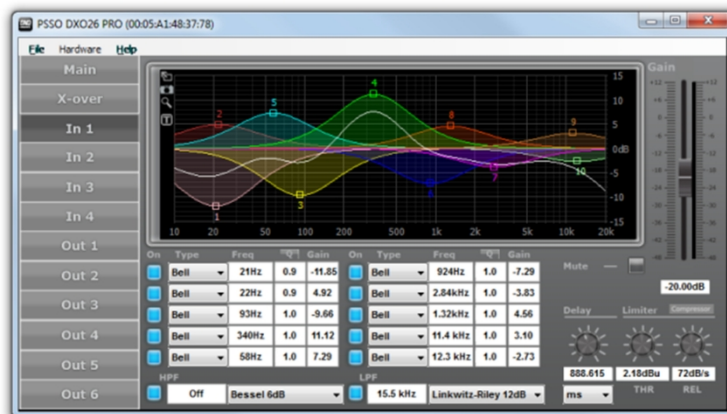 PSSO DXO26 PRO (00:05:A1:48:37:78)
File Hardware Help
Main
X-over
In 1
In 2
In 3
In 4
Out 1
Out 2
Out 3
Out 4
Out 5
Out 6
T
1 2 3 4 5 7 8 9 10
15
10
5
0dB
-5
-10
-15
10 20 50 100 200 500 1k 2k 5k 10k 20k
On Type Freq Q Gain On Type Freq Q Gain
Bell 21Hz 0.9 -11.85 Bell 924Hz 1.0 -7.29
Bell 22Hz 0.9 4.92 Bell 2.84kHz 1.0 -3.83
Bell 93Hz 1.0 -9.66 Bell 1.32kHz 1.0 4.56
Bell 340Hz 1.0 11.12 Bell 11.4 kHz 1.0 3.10
Bell 58Hz 1.0 7.29 Bell 12.3 kHz 1.0 -2.73
HPF LPF
Off Bessel 6dB 15.5 kHz Linkwitz-Riley 12dB
Gain
+12 +12
+6 +6
Mute
-20.00dB
Delay Limiter Compressor
888.615 2.18dBu 72dB/s
ms THR REL